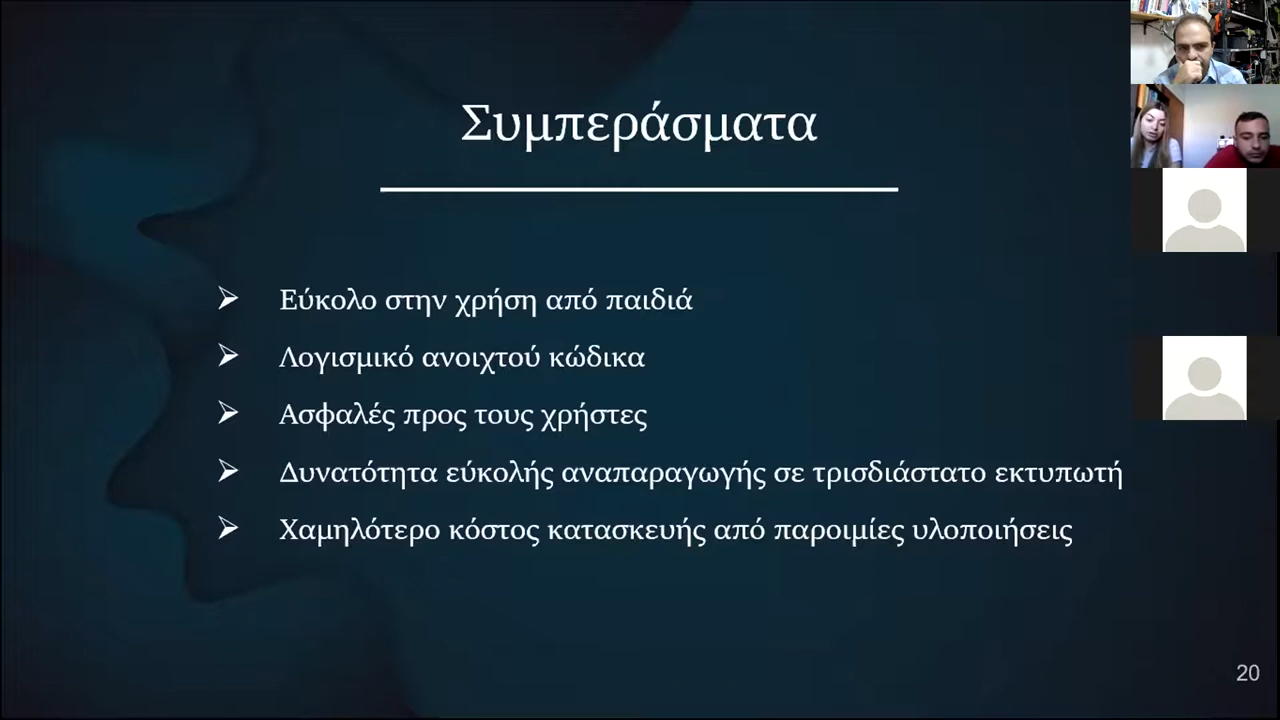 Συμπεράσματα
Εύκολο στην χρήση από παιδιά
Λογισμικό ανοιχτού κώδικα
Ασφαλές προς τους χρήστες
Δυνατότητα εύκολής αναπαραγωγής σε τρισδιάστατο εκτυπωτή
Χαμηλότερο κόστος κατασκευής από παροιμίες υλοποιήσεις
20